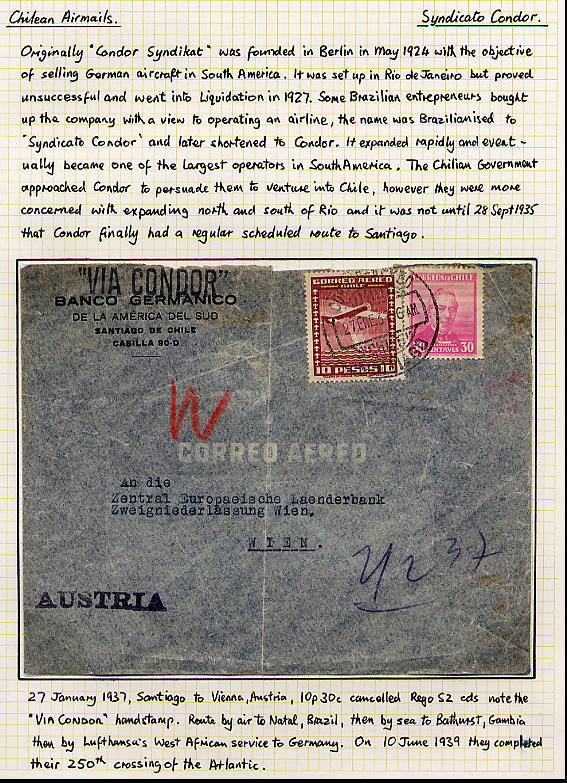 Chilean Airmails.
Syndicato Condor.
Originally "Condor Syndikat" was founded in Berlin in May 1924 with the objective
of selling German aircraft in South America. It was set up in Rio de Janeiro but proved
unsuccessful and went into Liquidation in 1927. Some Brazilian entrepreneurs bought
up the company with a view to operating an airline, the name was Brazilianised to
"Syndicato Condor" and later shortened to Condor. It expanded rapidly and event-
ually became one of the largest operators in South America. The Chilian Government
approached Condor to persuade them to venture into Chile, however they were more
concerned with expanding north and south of Rio and it was not until 28 Sept 1935
that Condor finally had a regular scheduled route to Santiago.
"VIA CONDOR"
BANCO GERMANICO
DE LA AMÉRICA DEL SUD
SANTIAGO DE CHILE
CASILLA 90-D
CORREO AEREO
CHILE
10 PESOS 10
CORREOS DE CHILE
CENTAVES 30
27 ENE. 3
CORREO AEREO
An die
Zentral Europaeische Laenderbank
Zweigniederlassung Wien.
WIEN.
AUSTRIA
27 January 1937, Santiago to Vienna, Austria, 10p 30c cancelled Rego S2 cds note the
"VIA CONDON" handstamp. Route by air to Natal, Brazil, then by sea to Bathurst, Gambia
then by Lufthansa's West African service to Germany. On 10 June 1939 they completed
their 250th crossing of the Atlantic.